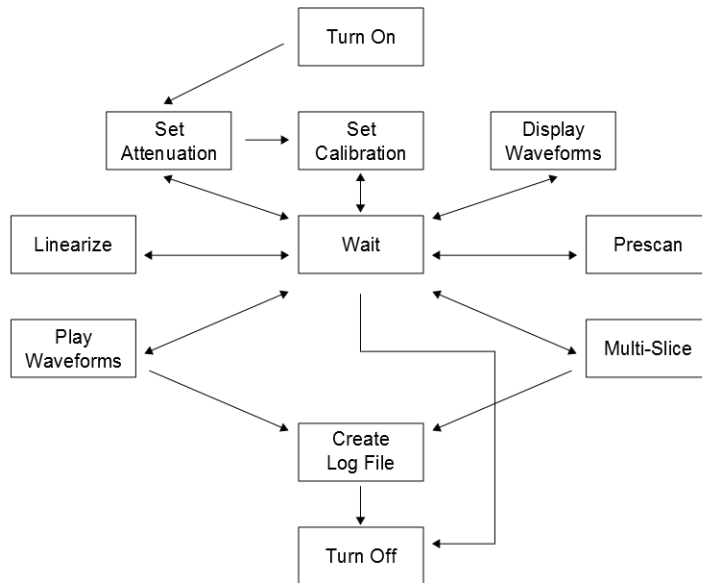 Turn On
Set
Attenuation
Set
Calibration
Display
Waveforms
Linearize
Wait
Prescan
Play
Waveforms
Multi-Slice
Create
Log File
Turn Off